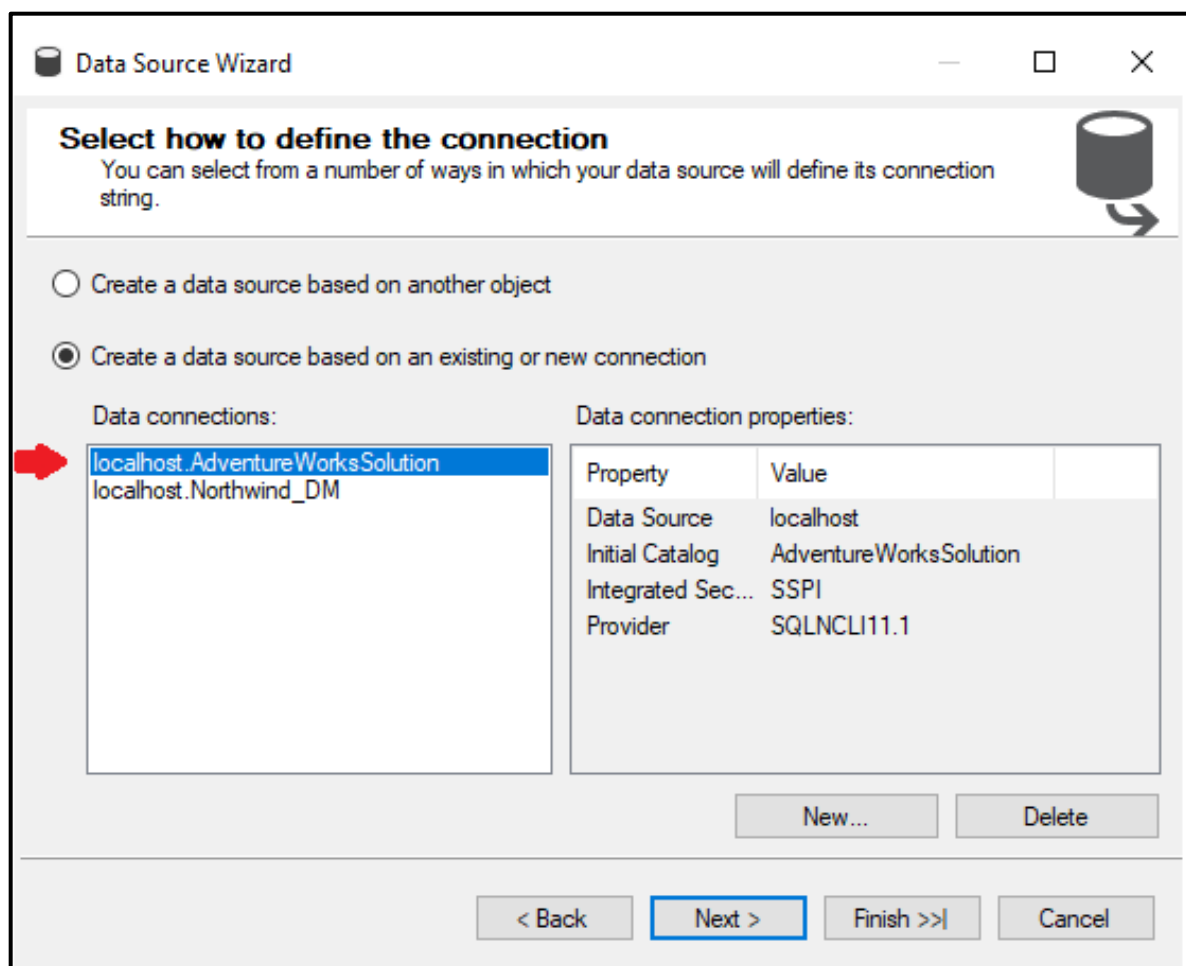 Data Source Wizard
Select how to define the connection
You can select from a number of ways in which your data source will define its connection
string.
Create a data source based on another object
Create a data source based on an existing or new connection
Data connections:
localhost.AdventureWorksSolution
localhost.Northwind_DM
Data connection properties:
Property Value
Data Source localhost
Initial Catalog AdventureWorksSolution
Integrated Sec... SSPI
Provider SQLNCLI11.1
New... Delete
< Back Next > Finish >>| Cancel